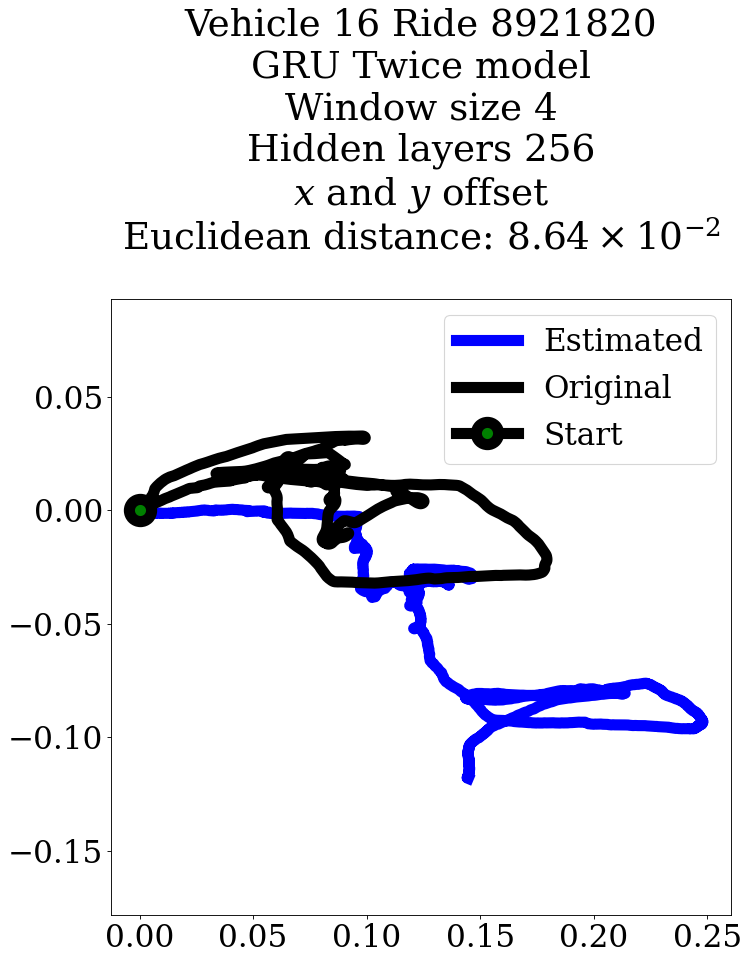 Vehicle 16 Ride 8921820
GRU Twice model
Window size 4
Hidden layers 256
x and y offset
Euclidean distance: 8.64 × 10⁻²
Estimated
Original
Start
0.05
0.00
−0.05
−0.10
−0.15
0.00 0.05 0.10 0.15 0.20 0.25